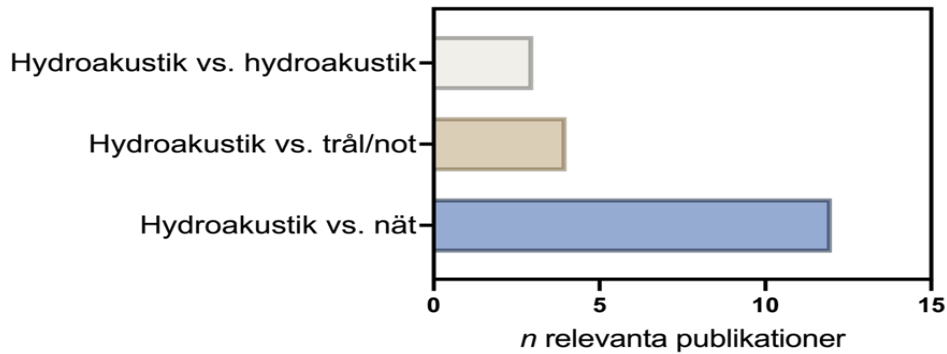 Hydroakustik vs. hydroakustik
Hydroakustik vs. trål/not
Hydroakustik vs. nät
0 5 10 15
n relevanta publikationer